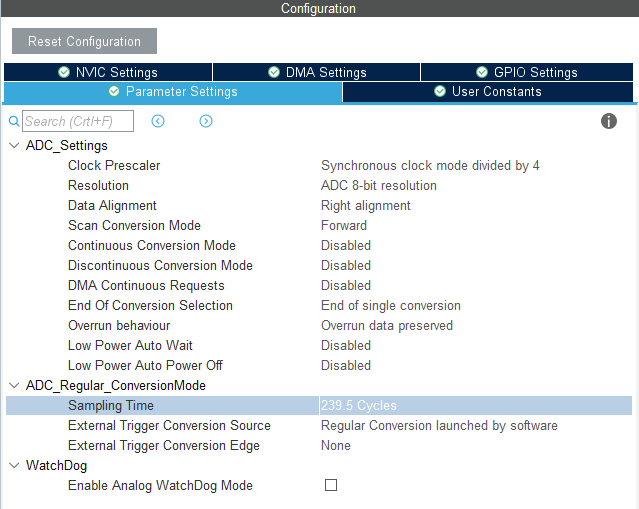 Configuration
Reset Configuration
NVIC Settings DMA Settings GPIO Settings
Parameter Settings User Constants
Search (CrtI+F)
ADC_Settings
Clock Prescaler Synchronous clock mode divided by 4
Resolution ADC 8-bit resolution
Data Alignment Right alignment
Scan Conversion Mode Forward
Continuous Conversion Mode Disabled
Discontinuous Conversion Mode Disabled
DMA Continuous Requests Disabled
End Of Conversion Selection End of single conversion
Overrun behaviour Overrun data preserved
Low Power Auto Wait Disabled
Low Power Auto Power Off Disabled
ADC_Regular_ConversionMode
Sampling Time 239.5 Cycles
External Trigger Conversion Source Regular Conversion launched by software
External Trigger Conversion Edge None
WatchDog
Enable Analog WatchDog Mode